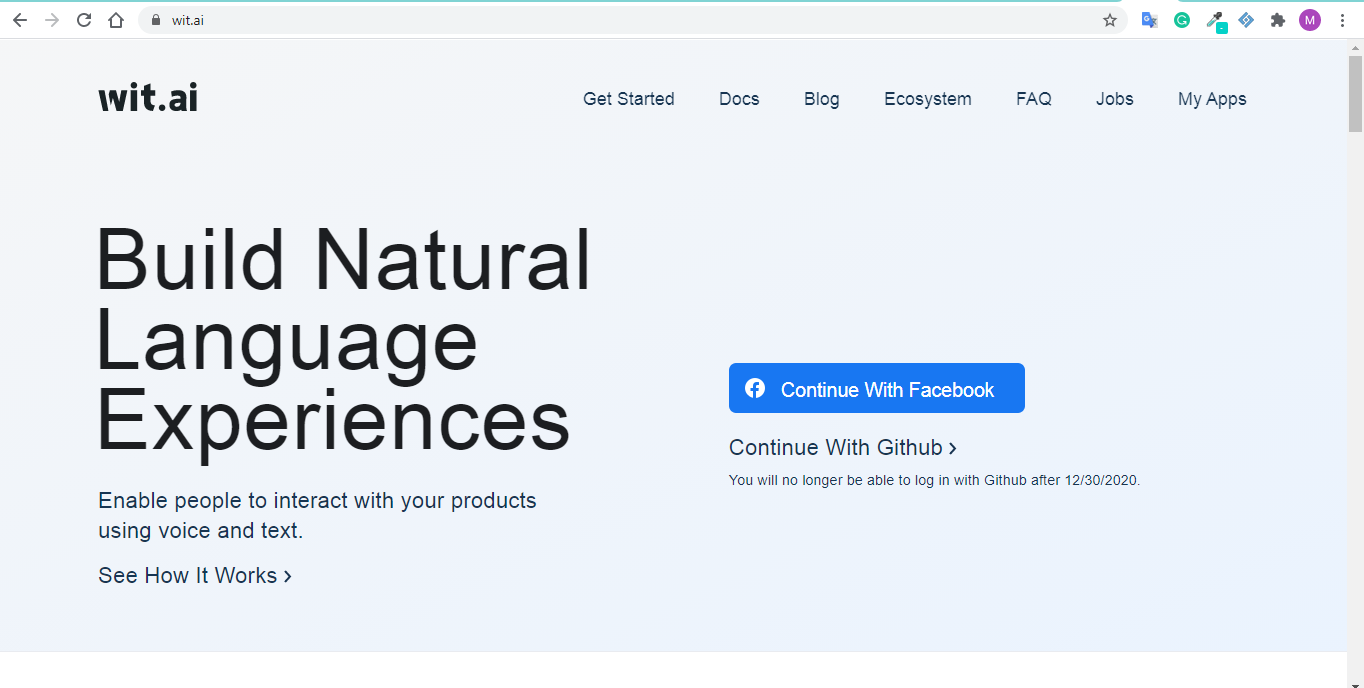 wit.ai
M
wit.ai
Get Started Docs Blog Ecosystem FAQ Jobs My Apps
Build Natural
Language
Experiences
Enable people to interact with your products
using voice and text.
See How It Works ›
Continue With Facebook
Continue With Github ›
You will no longer be able to log in with Github after 12/30/2020.